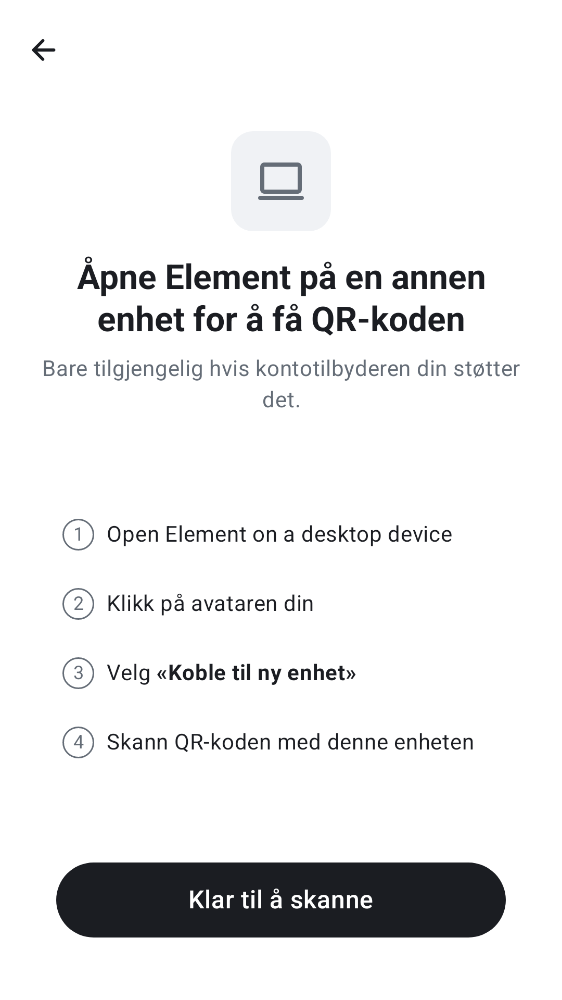 Åpne Element på en annen
enhet for å få QR-koden
Bare tilgjengelig hvis kontotilbyderen din støtter
det.
1 Open Element on a desktop device
2 Klikk på avataren din
3 Velg «Koble til ny enhet»
4 Skann QR-koden med denne enheten
Klar til å skanne